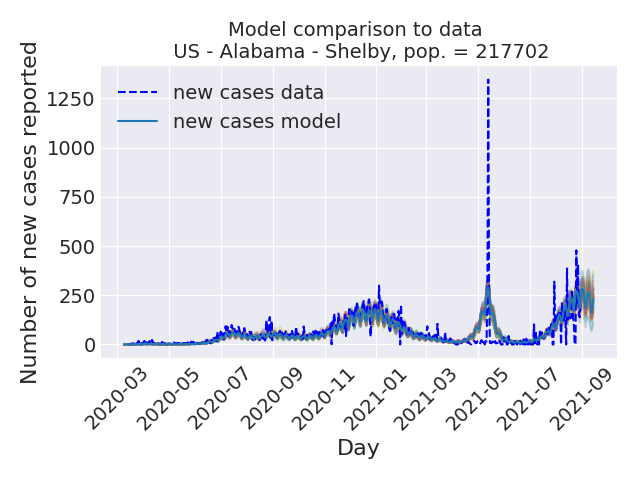 Model comparison to data
US - Alabama - Shelby, pop. = 217702
new cases data
new cases model
Number of new cases reported
1250
1000
750
500
250
0
2020-03
2020-05
2020-07
2020-09
2020-11
2021-01
2021-03
2021-05
2021-07
2021-09
Day